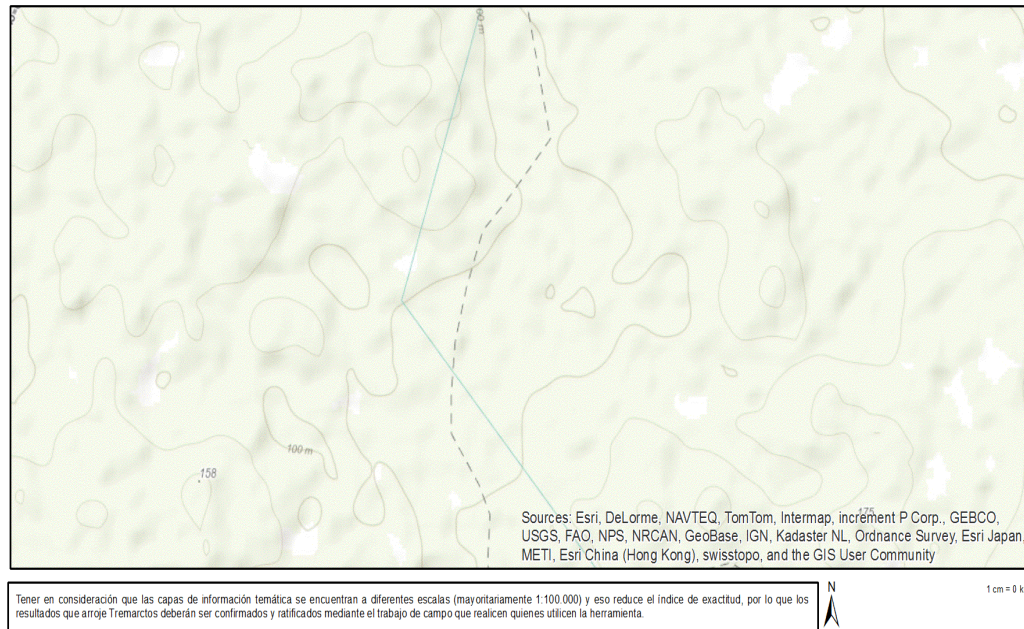 00 m
100 m
158
175
Sources: Esri, DeLorme, NAVTEQ, TomTom, Intermap, increment P Corp., GEBCO,
USGS, FAO, NPS, NRCAN, GeoBase, IGN, Kadaster NL, Ordnance Survey, Esri Japan,
METI, Esri China (Hong Kong), swisstopo, and the GIS User Community
Tener en consideración que las capas de información temática se encuentran a diferentes escalas (mayoritariamente 1:100.000) y eso reduce el índice de exactitud, por lo que los
resultados que arroje Tremarctos deberán ser confirmados y ratificados mediante el trabajo de campo que realicen quienes utilicen la herramienta.
N
1 cm = 0 k